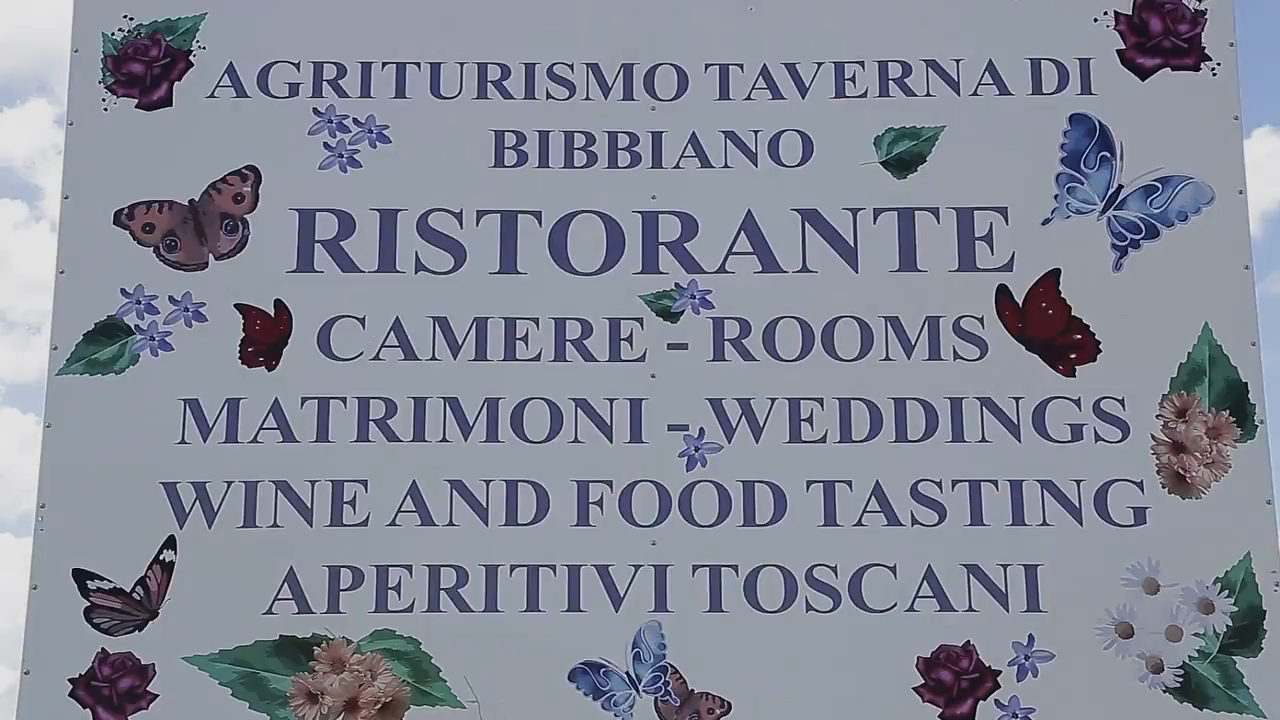 AGRITURISMO TAVERNA DI
BIBBIANO
RISTORANTE
CAMERE - ROOMS
MATRIMONI - WEDDINGS
WINE AND FOOD TASTING
APERITIVI TOSCANI